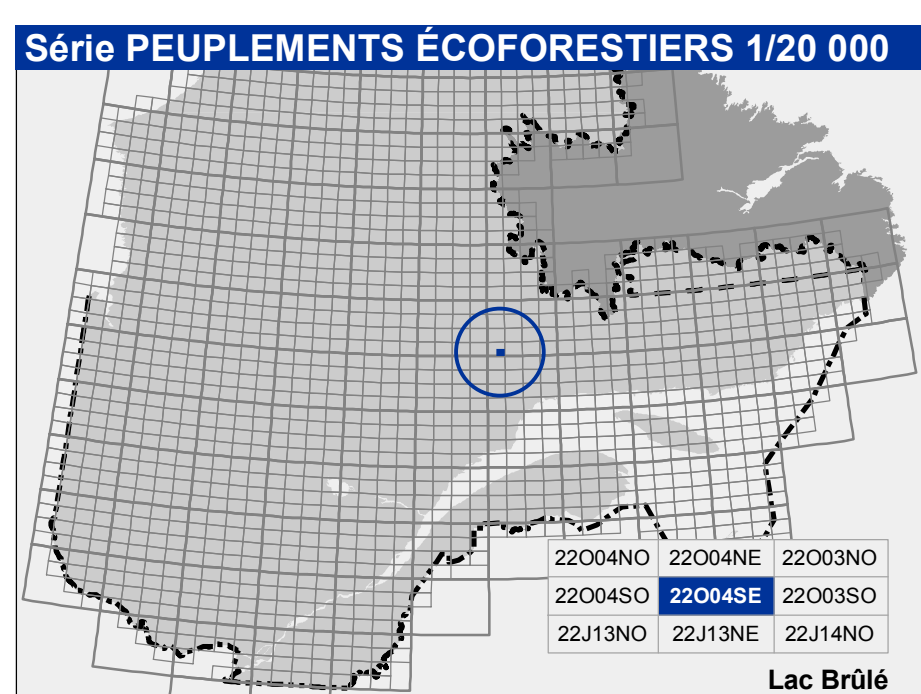 Série PEUPLEMENTS ÉCOFORESTIERS 1/20 000
22O04NO 22O04NE 22O03NO
22O04SO 22O04SE 22O03SO
22J13NO 22J13NE 22J14NO
Lac Brûlé